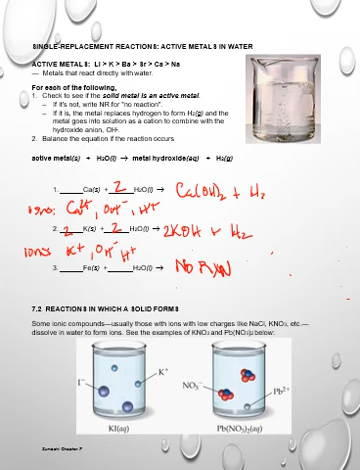 SINGLE-REPLACEMENT REACTIONS: ACTIVE METALS IN WATER
ACTIVE METALS: Li > K > Ba > Sr > Ca > Na
— Metals that react directly with water.
For each of the following,
1. Check to see if the solid metal is an active metal.
– If it's not, write NR for "no reaction".
– If it is, the metal replaces hydrogen to form H2(g) and the
metal goes into solution as a cation to combine with the
hydroxide anion, OH-.
2. Balance the equation if the reaction occurs
active metal(s) + H2O(l) → metal hydroxide(aq) + H2(g)
1. _____Ca(s) + 2 H2O(l) → Ca(OH)2 + H2
ions: Ca2+, OH-, H+
2. 2 K(s) + 2 H2O(l) → 2KOH + H2
ions: K+, OH- H+
3. _____Fe(s) + _____H2O(l) → No RXN
7.2 REACTIONS IN WHICH A SOLID FORMS
Some ionic compounds—usually those with ions with low charges like NaCl, KNO3, etc.—
dissolve in water to form ions. See the examples of KNO3 and Pb(NO3)2 below:
I-
K+
NO3-
Pb2+
KI(aq)
Pb(NO3)2(aq)
Chapter 7